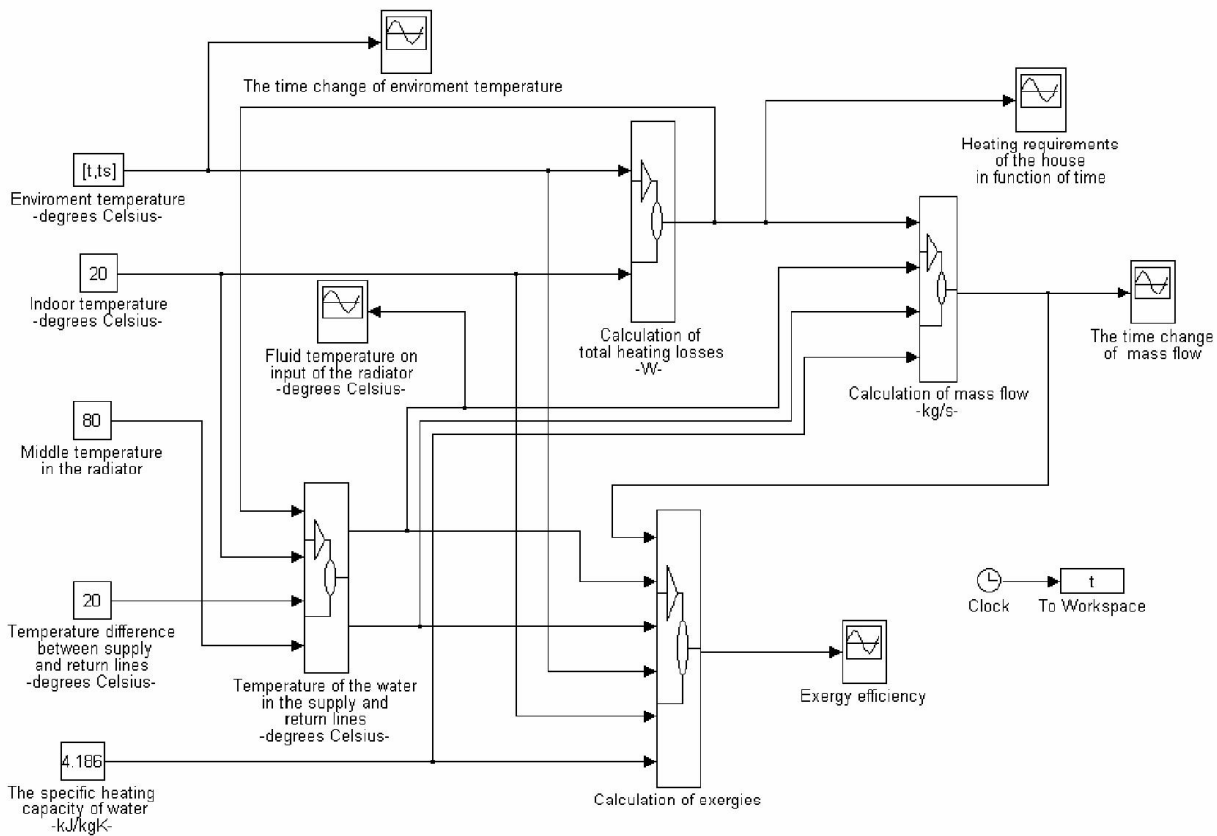 The time change of enviroment temperature
Heating requirements
of the house
in function of time
[t,ts]
Enviroment temperature
-degrees Celsius-
20
Indoor temperature
-degrees Celsius-
Fluid temperature on
input of the radiator
-degrees Celsius-
Calculation of
total heating losses
-W-
The time change
of mass flow
Calculation of mass flow
-kg/s-
80
Middle temperature
in the radiator
20
Temperature difference
between supply
and return lines
-degrees Celsius-
Temperature of the water
in the supply and
return lines
-degrees Celsius-
Clock
t
To Workspace
Exergy efficiency
4.186
The specific heating
capacity of water
-kJ/kgK-
Calculation of exergies